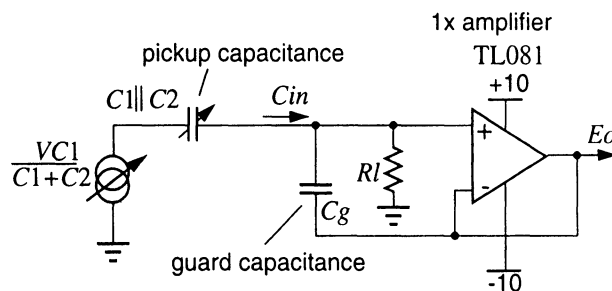 1x amplifier
TL081
pickup capacitance
+10
C1||C2
Cin
+
Eo
VC1
C1+C2
Rl
-
Cg
guard capacitance
-10